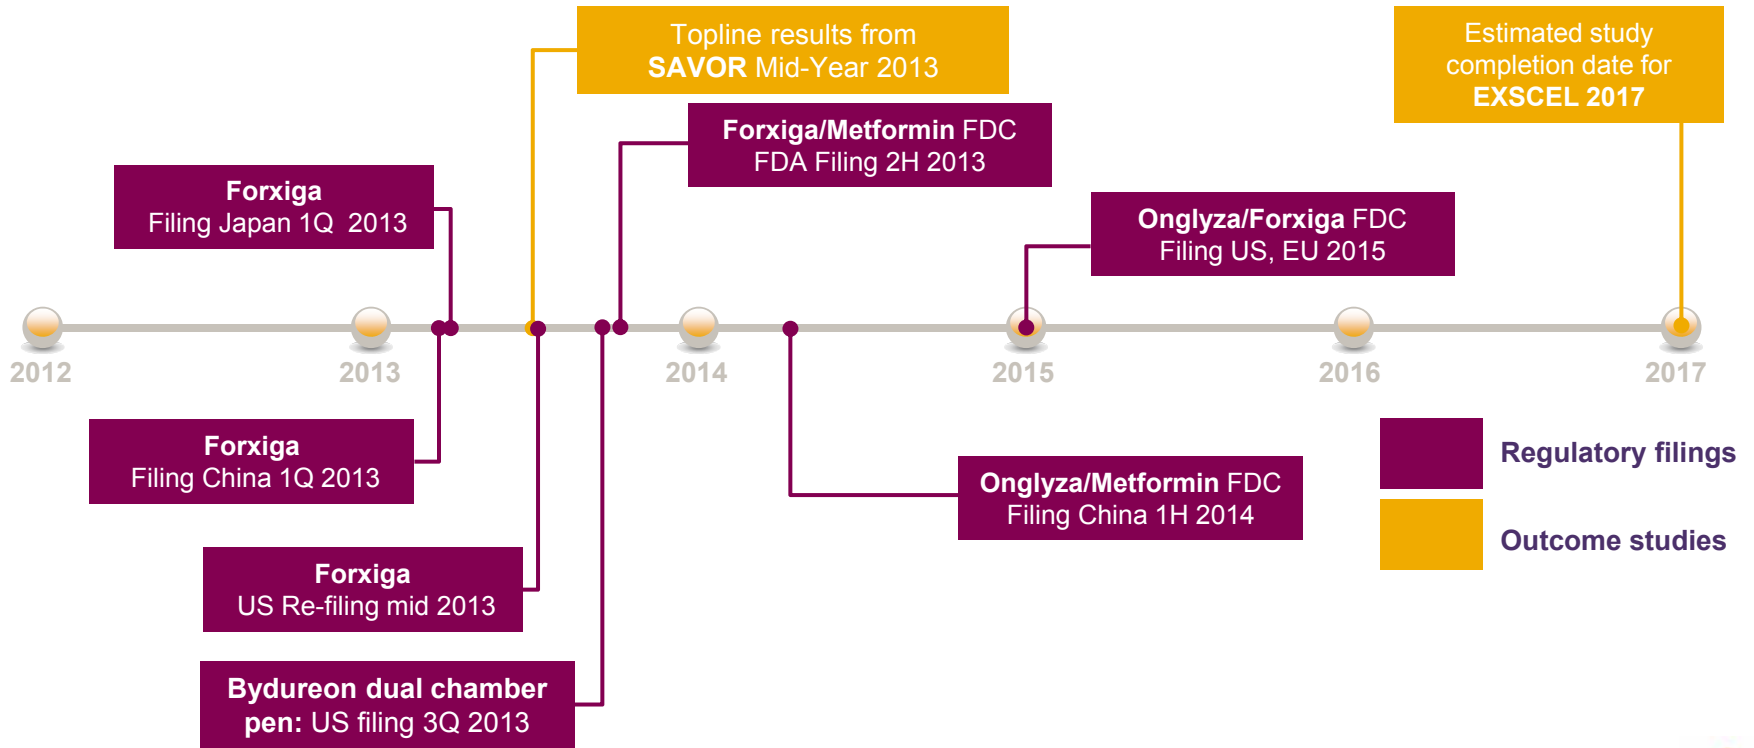 Topline results from
SAVOR Mid-Year 2013
Estimated study
completion date for
EXSCEL 2017
Forxiga/Metformin FDC
FDA Filing 2H 2013
Forxiga
Filing Japan 1Q 2013
Onglyza/Forxiga FDC
Filing US, EU 2015
2012
2013
2014
2015
2016
2017
Forxiga
Filing China 1Q 2013
Regulatory filings
Onglyza/Metformin FDC
Filing China 1H 2014
Outcome studies
Forxiga
US Re-filing mid 2013
Bydureon dual chamber
pen: US filing 3Q 2013